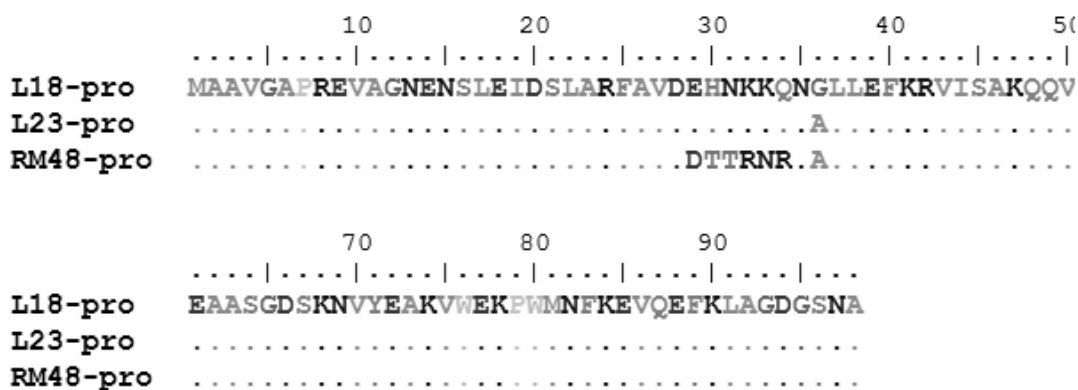 10 20 30 40
....|....|....|....|....|....|....|....|....|....|
L18-pro MAAVGAPREVAGNENSLEIDSLARFAVDEHNKKQNGLLEFKRVISAKQQV
L23-pro ...................................A..............
RM48-pro ............................DTTRNR.A..............
70 80 90
....|....|....|....|....|....|....|...
L18-pro EAASGDSKNVYEAKVWEKPWMNFKEVQEFKLAGDGSNA
L23-pro ......................................
RM48-pro ......................................